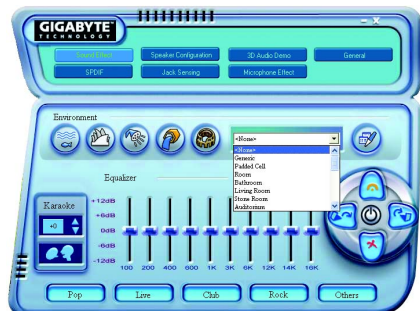 GIGABYTE
TECHNOLOGY
Sound Effect
Speaker Configuration
3D Audio Demo
General
SPDIF
Jack Sensing
Microphone Effect
Environment
<None>
<None>
Generic
Padded Cell
Room
Bathroom
Living Room
Stone Room
Auditorium
Equalizer
Karaoke
+0
+12dB
+6dB
0dB
-6dB
-12dB
100 200 400 600 1K 3K 6K 12K 14K 16K
Pop
Live
Club
Rock
Others